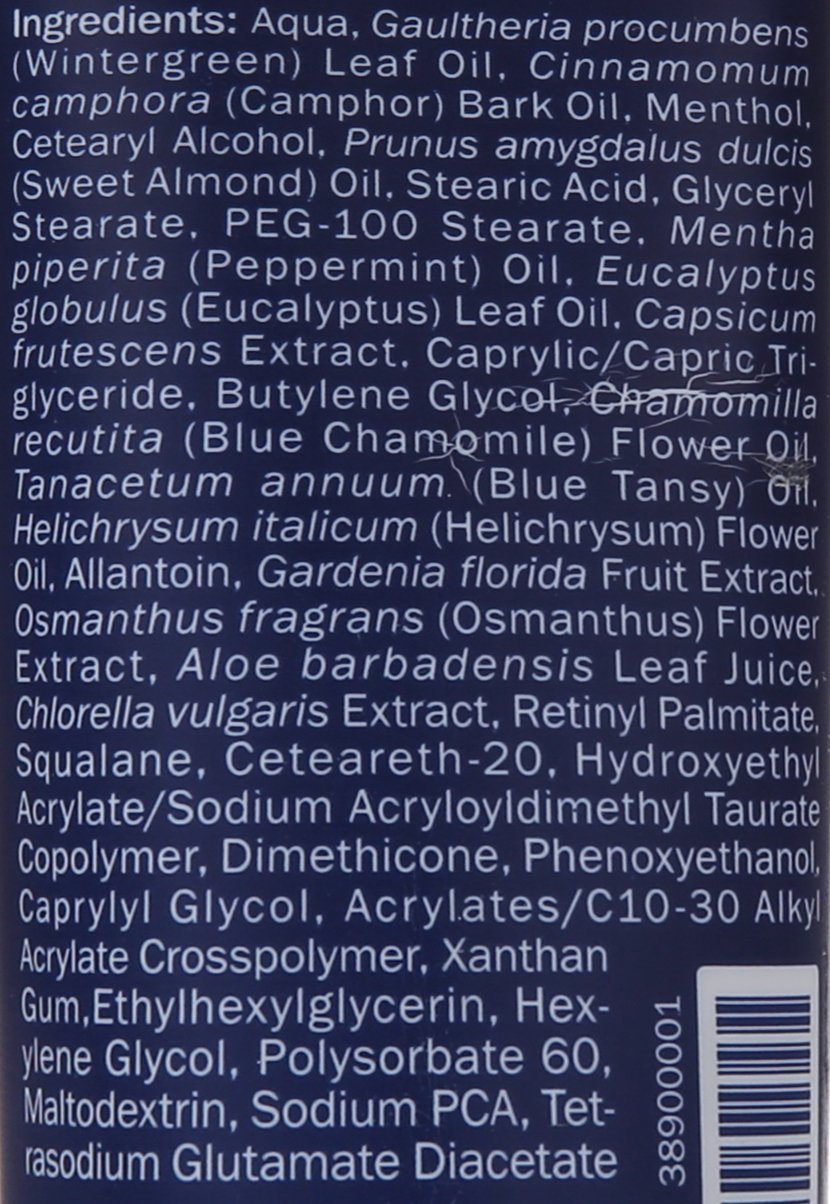 Ingredients: Aqua, Gaultheria procumbens
(Wintergreen) Leaf Oil, Cinnamomum
camphora (Camphor) Bark Oil, Menthol,
Cetearyl Alcohol, Prunus amygdalus dulcis
(Sweet Almond) Oil, Stearic Acid, Glyceryl
Stearate, PEG-100 Stearate, Mentha
piperita (Peppermint) Oil, Eucalyptus
globulus (Eucalyptus) Leaf Oil, Capsicum
frutescens Extract, Caprylic/Capric Tri-
glyceride, Butylene Glycol, Chamomilla
recutita (Blue Chamomile) Flower Oil,
Tanacetum annuum. (Blue Tansy) Oil,
Helichrysum italicum (Helichrysum) Flower
Oil, Allantoin, Gardenia florida Fruit Extract,
Osmanthus fragrans (Osmanthus) Flower
Extract, Aloe barbadensis Leaf Juice,
Chlorella vulgaris Extract, Retinyl Palmitate,
Squalane, Ceteareth-20, Hydroxyethyl
Acrylate/Sodium Acryloyldimethyl Taurate
Copolymer, Dimethicone, Phenoxyethanol,
Caprylyl Glycol, Acrylates/C10-30 Alkyl
Acrylate Crosspolymer, Xanthan
Gum,Ethylhexylglycerin, Hex-
ylene Glycol, Polysorbate 60,
Maltodextrin, Sodium PCA, Tet-
rasodium Glutamate Diacetate
38900001